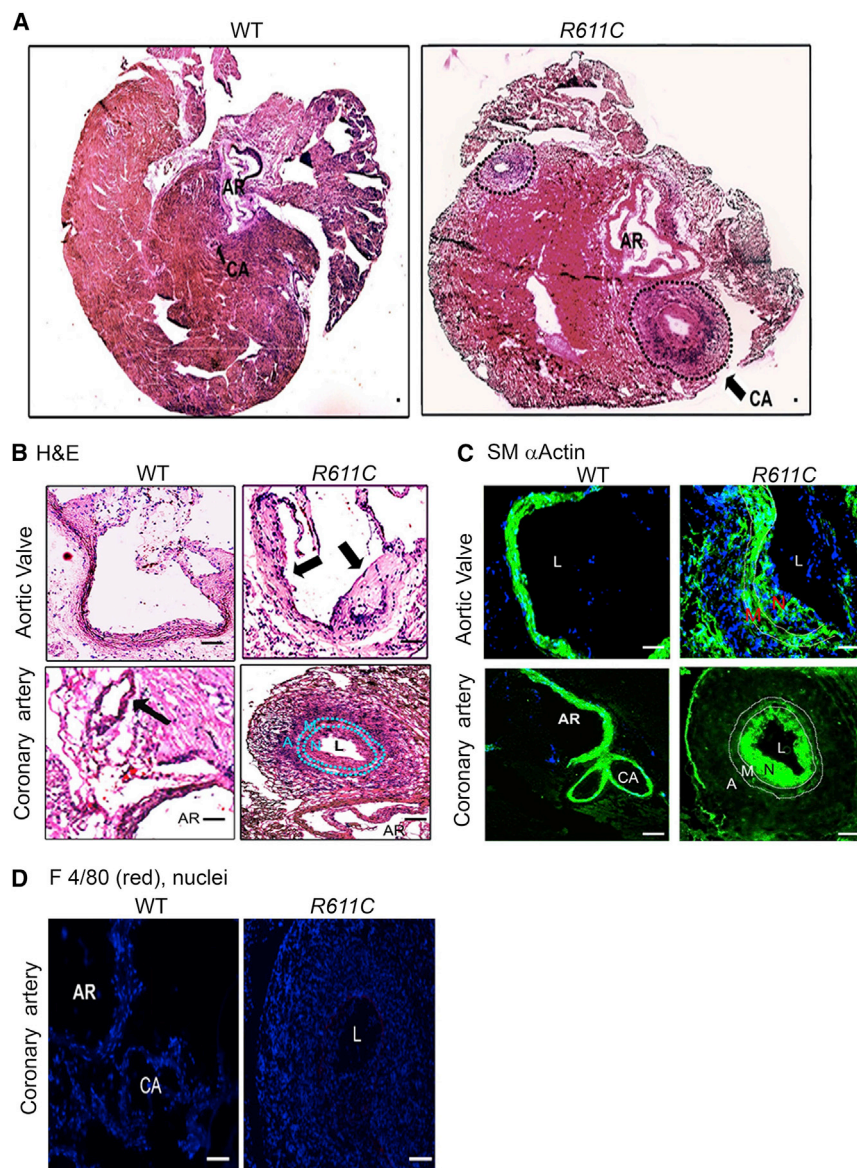 A
WT R611C
AR
CA
AR
CA
B H&E
WT R611C
Aortic Valve
Coronary artery
AR
A M N L
AR
C SM αActin
WT R611C
Aortic Valve
L
L
M N
Coronary artery
AR
CA
L
A M N
D F 4/80 (red), nuclei
WT R611C
Coronary artery
AR
CA
L